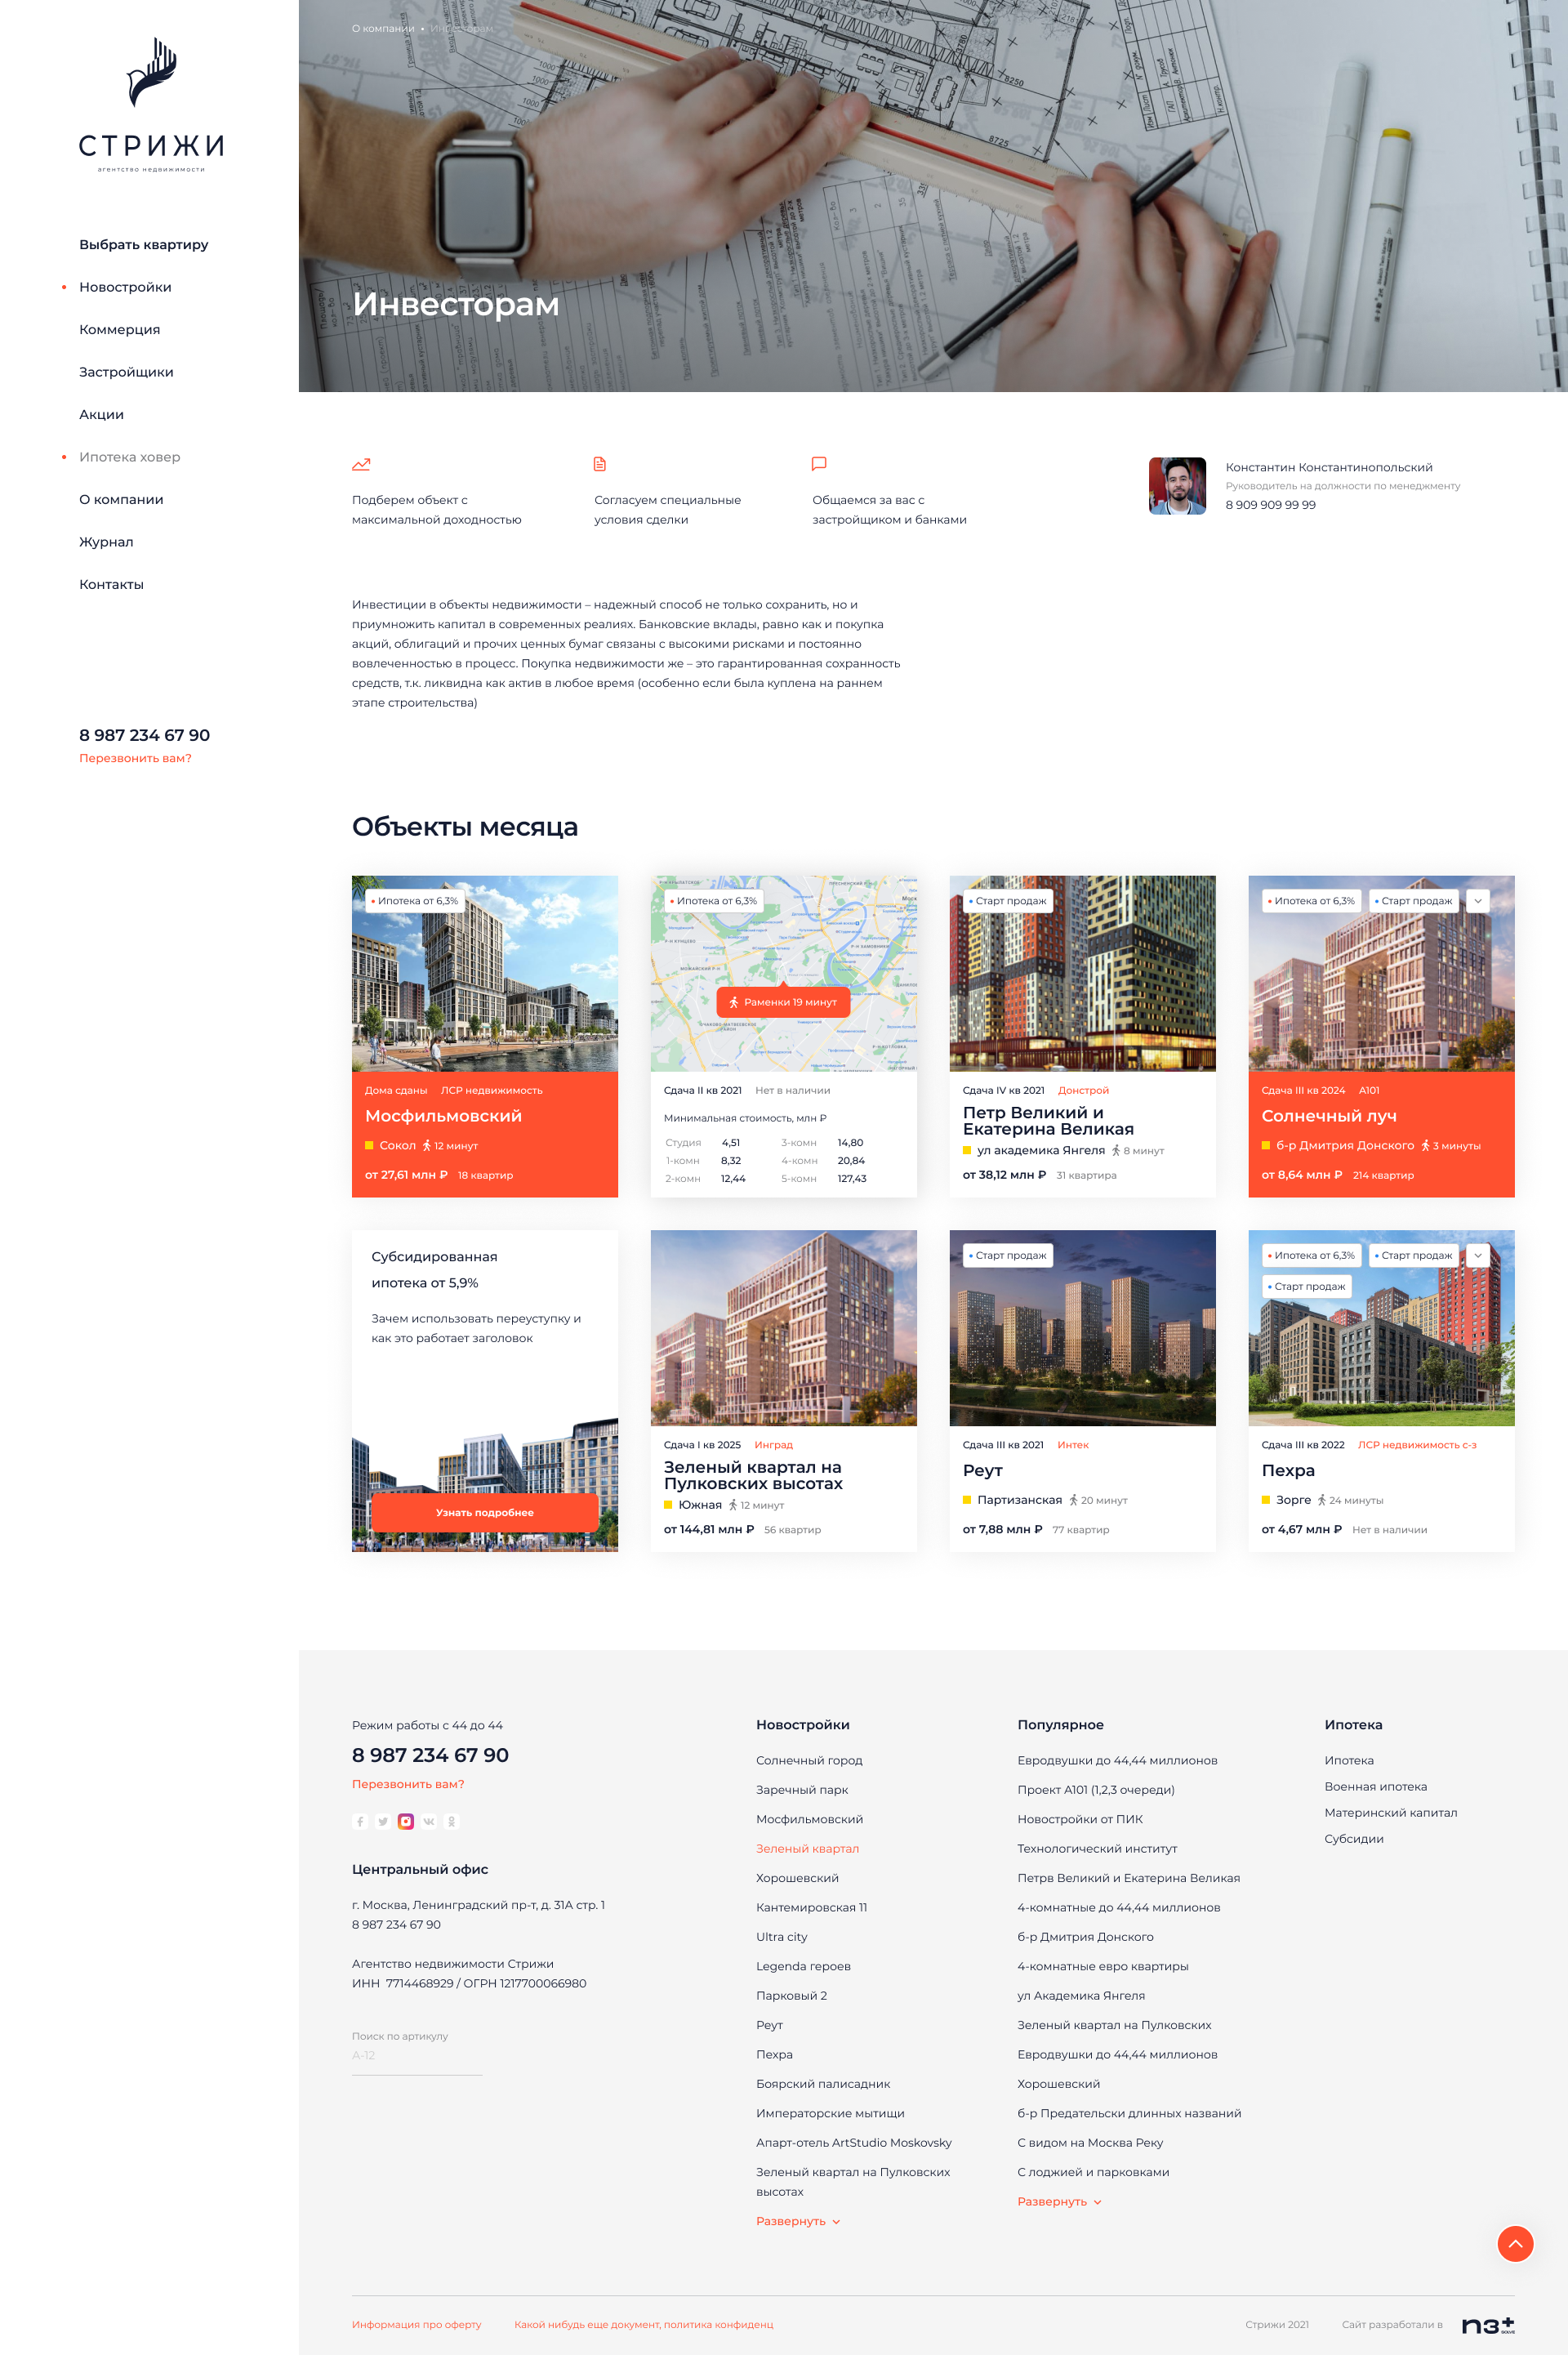 СТРИЖИ
агентство недвижимости
Выбрать квартиру
Новостройки
Коммерция
Застройщики
Акции
Ипотека ховер
О компании
Журнал
Контакты
8 987 234 67 90
Перезвонить вам?
О компании • Инвесторам
Инвесторам
Подберем объект с
максимальной доходностью
Согласуем специальные
условия сделки
Общаемся за вас с
застройщиком и банками
Константин Константинопольский
Руководитель на должности по менеджменту
8 909 909 99 99
Инвестиции в объекты недвижимости – надежный способ не только сохранить, но и
приумножить капитал в современных реалиях. Банковские вклады, равно как и покупка
акций, облигаций и прочих ценных бумаг связаны с высокими рисками и постоянно
вовлеченностью в процесс. Покупка недвижимости же – это гарантированная сохранность
средств, т.к. ликвидна как актив в любое время (особенно если была куплена на раннем
этапе строительства)
Объекты месяца
Ипотека от 6,3%
Дома сданы ЛСР недвижимость
Мосфильмовский
Сокол 12 минут
от 27,61 млн ₽ 18 квартир
Ипотека от 6,3%
Раменки 19 минут
Сдача II кв 2021 Нет в наличии
Минимальная стоимость, млн ₽
Студия 4,51 3-комн 14,80
1-комн 8,32 4-комн 20,84
2-комн 12,44 5-комн 127,43
Старт продаж
Сдача IV кв 2021 Донстрой
Петр Великий и
Екатерина Великая
ул академика Янгеля 8 минут
от 38,12 млн ₽ 31 квартира
Ипотека от 6,3% Старт продаж
Сдача III кв 2024 А101
Солнечный луч
б-р Дмитрия Донского 3 минуты
от 8,64 млн ₽ 214 квартир
Субсидированная
ипотека от 5,9%
Зачем использовать переуступку и
как это работает заголовок
Узнать подробнее
Сдача I кв 2025 Инград
Зеленый квартал на
Пулковских высотах
Южная 12 минут
от 144,81 млн ₽ 56 квартир
Старт продаж
Сдача III кв 2021 Интек
Реут
Партизанская 20 минут
от 7,88 млн ₽ 77 квартир
Ипотека от 6,3% Старт продаж
Старт продаж
Сдача III кв 2022 ЛСР недвижимость с-з
Пехра
Зорге 24 минуты
от 4,67 млн ₽ Нет в наличии
Режим работы с 44 до 44
8 987 234 67 90
Перезвонить вам?
Центральный офис
г. Москва, Ленинградский пр-т, д. 31А стр. 1
8 987 234 67 90
Агентство недвижимости Стрижи
ИНН 7714468929 / ОГРН 1217700066980
Поиск по артикулу
А-12
Новостройки
Солнечный город
Заречный парк
Мосфильмовский
Зеленый квартал
Хорошевский
Кантемировская 11
Ultra city
Legenda героев
Парковый 2
Реут
Пехра
Боярский палисадник
Императорские мытищи
Апарт-отель ArtStudio Moskovsky
Зеленый квартал на Пулковских
высотах
Развернуть
Популярное
Евродвушки до 44,44 миллионов
Проект А101 (1,2,3 очереди)
Новостройки от ПИК
Технологический институт
Петрв Великий и Екатерина Великая
4-комнатные до 44,44 миллионов
б-р Дмитрия Донского
4-комнатные евро квартиры
ул Академика Янгеля
Зеленый квартал на Пулковских
Евродвушки до 44,44 миллионов
Хорошевский
б-р Предательски длинных названий
С видом на Москва Реку
С лоджией и парковками
Развернуть
Ипотека
Ипотека
Военная ипотека
Материнский капитал
Субсидии
Информация про оферту Какой нибудь еще документ, политика конфиденц
Стрижи 2021 Сайт разработали в